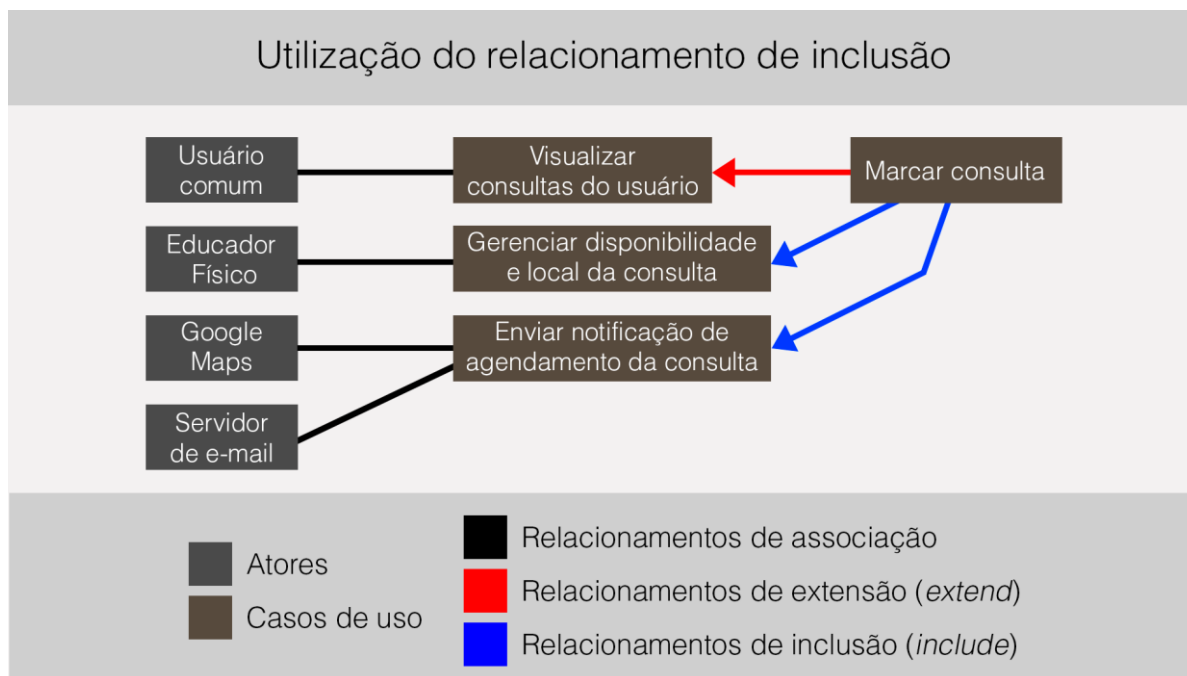 Utilização do relacionamento de inclusão
Usuário
comum
Visualizar
consultas do usuário
Marcar consulta
Educador
Físico
Gerenciar disponibilidade
e local da consulta
Google
Maps
Enviar notificação de
agendamento da consulta
Servidor
de e-mail
Atores
Casos de uso
Relacionamentos de associação
Relacionamentos de extensão (extend)
Relacionamentos de inclusão (include)